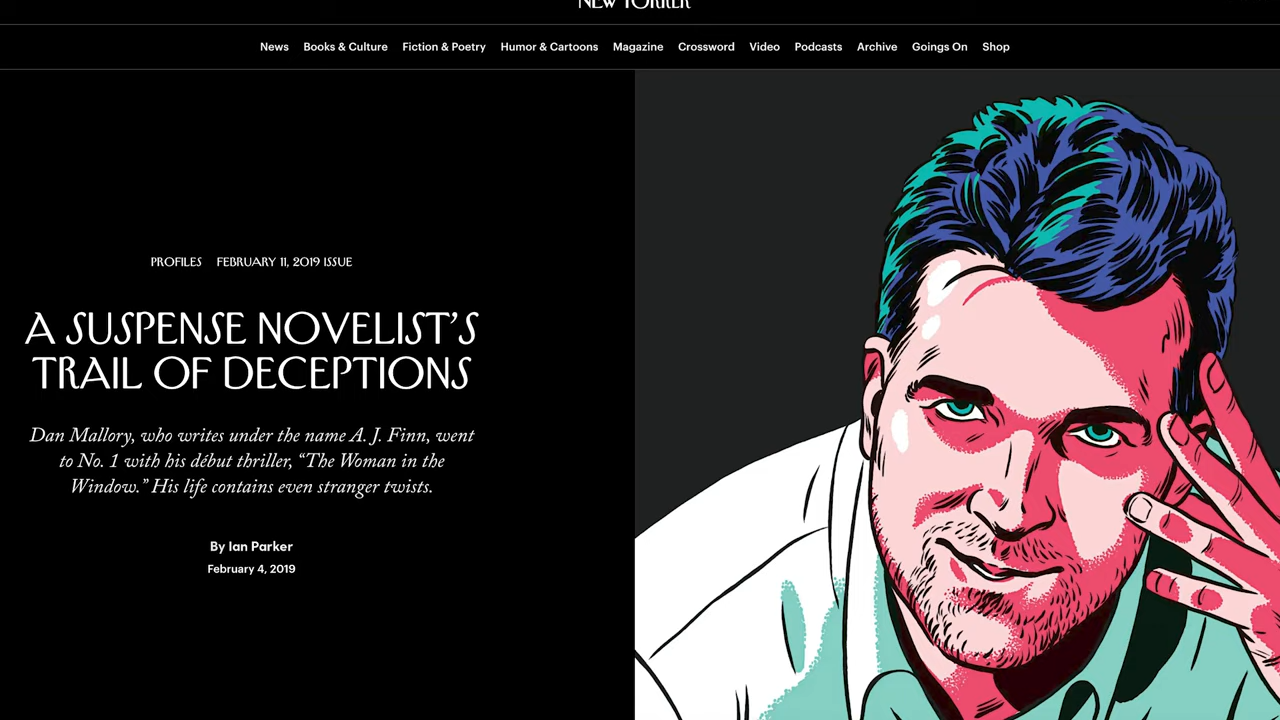 NEW YORKER
News Books & Culture Fiction & Poetry Humor & Cartoons Magazine Crossword Video Podcasts Archive Goings On Shop
PROFILES FEBRUARY 11, 2019 ISSUE
A SUSPENSE NOVELIST'S
TRAIL OF DECEPTIONS
Dan Mallory, who writes under the name A. J. Finn, went
to No. 1 with his début thriller, “The Woman in the
Window.” His life contains even stranger twists.
By Ian Parker
February 4, 2019